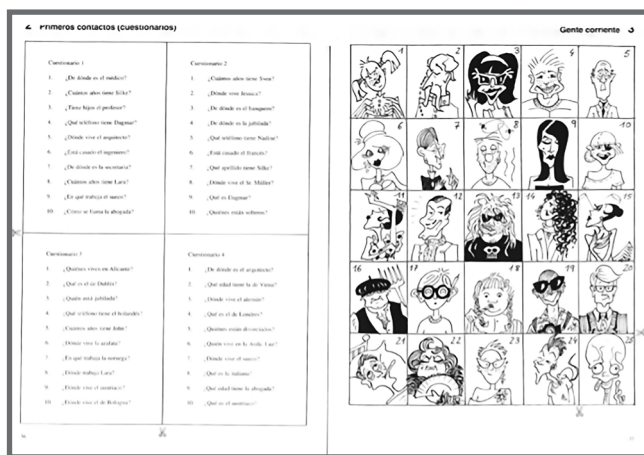 2 Primeros contactos (cuestionarios)
Cuestionario 1
1. ¿De dónde es el médico?
2. ¿Cuántos años tiene Silke?
3. ¿Tiene hijos el profesor?
4. ¿Qué teléfono tiene Dagmar?
5. ¿Dónde vive el arquitecto?
6. ¿Está casado el ingeniero?
7. ¿De dónde es la secretaria?
8. ¿Cuántos años tiene Lara?
9. ¿En qué trabaja el sueco?
10. ¿Cómo se llama la abogada?
Cuestionario 2
1. ¿Cuántos años tiene Sven?
2. ¿Dónde vive Jessica?
3. ¿De dónde es el banquero?
4. ¿De dónde es la jubilada?
5. ¿Qué teléfono tiene Nadine?
6. ¿Está casado el francés?
7. ¿Qué apellido tiene Silke?
8. ¿Dónde vive el Sr. Müller?
9. ¿Qué es Dagmar?
10. ¿Quiénes están solteros?
Cuestionario 3
1. ¿Quiénes viven en Alicante?
2. ¿Qué es el de Dublín?
3. ¿Quién está jubilada?
4. ¿Qué teléfono tiene el holandés?
5. ¿Cuántos años tiene John?
6. ¿Dónde vive la azafata?
7. ¿En qué trabaja la noruega?
8. ¿Dónde trabaja Lara?
9. ¿Dónde vive el austriaco?
10. ¿Dónde vive el de Bologna?
Cuestionario 4
1. ¿De dónde es el arquitecto?
2. ¿Qué edad tiene la de Viena?
3. ¿Dónde vive el alemán?
4. ¿Qué es el de Londres?
5. ¿Quiénes están divorciados?
6. ¿Quién vive en la Avda.
7. ¿Dónde vive el sueco?
8. ¿Qué es la italiana?
9. ¿Qué edad tiene la abogada?
10. ¿Qué es el austriaco?
Gente corriente 3
1 2 3 4 5
6 7 8 9 10
11 12 13 14 15
16 17 18 19 20
21 22 23 24 25